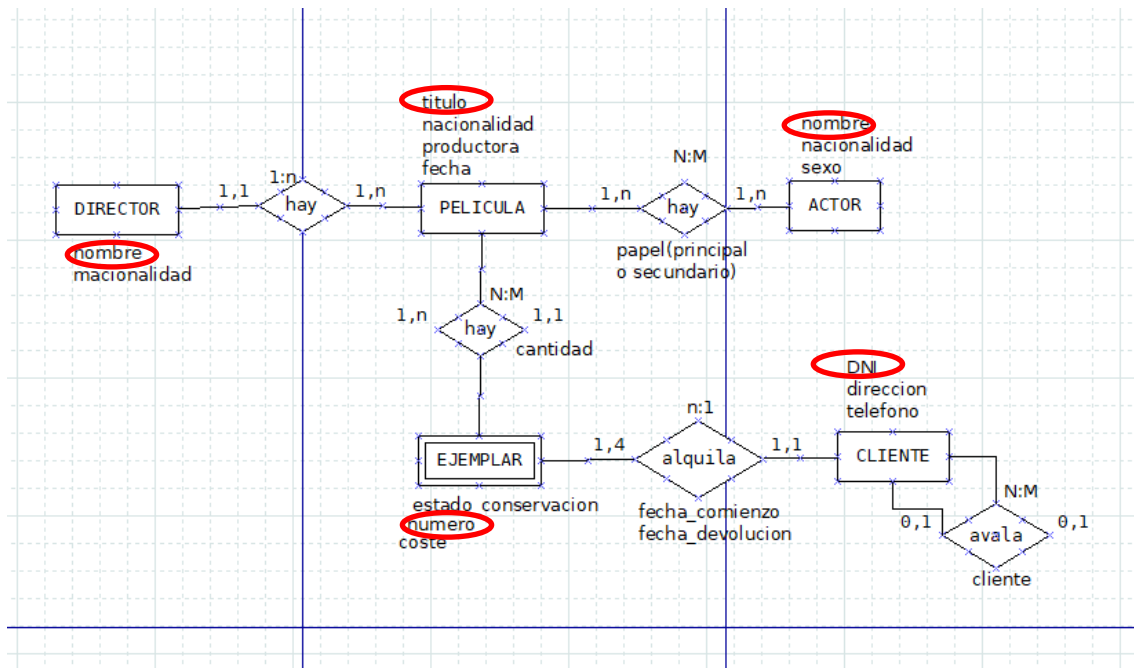 titulo
nacionalidad
productora
fecha
nombre
nacionalidad
sexo
N:M
1:n
1,1
1,n
1,n
1,n
DIRECTOR
hay
PELICULA
hay
ACTOR
nombre
macionalidad
papel(principal
o secundario)
N:M
1,n
hay
1,1
cantidad
DNI
direccion
telefono
n:1
1,4
1,1
EJEMPLAR
alquila
CLIENTE
estado_conservacion
numero
coste
fecha_comienzo
fecha_devolucion
N:M
0,1
avala
0,1
cliente